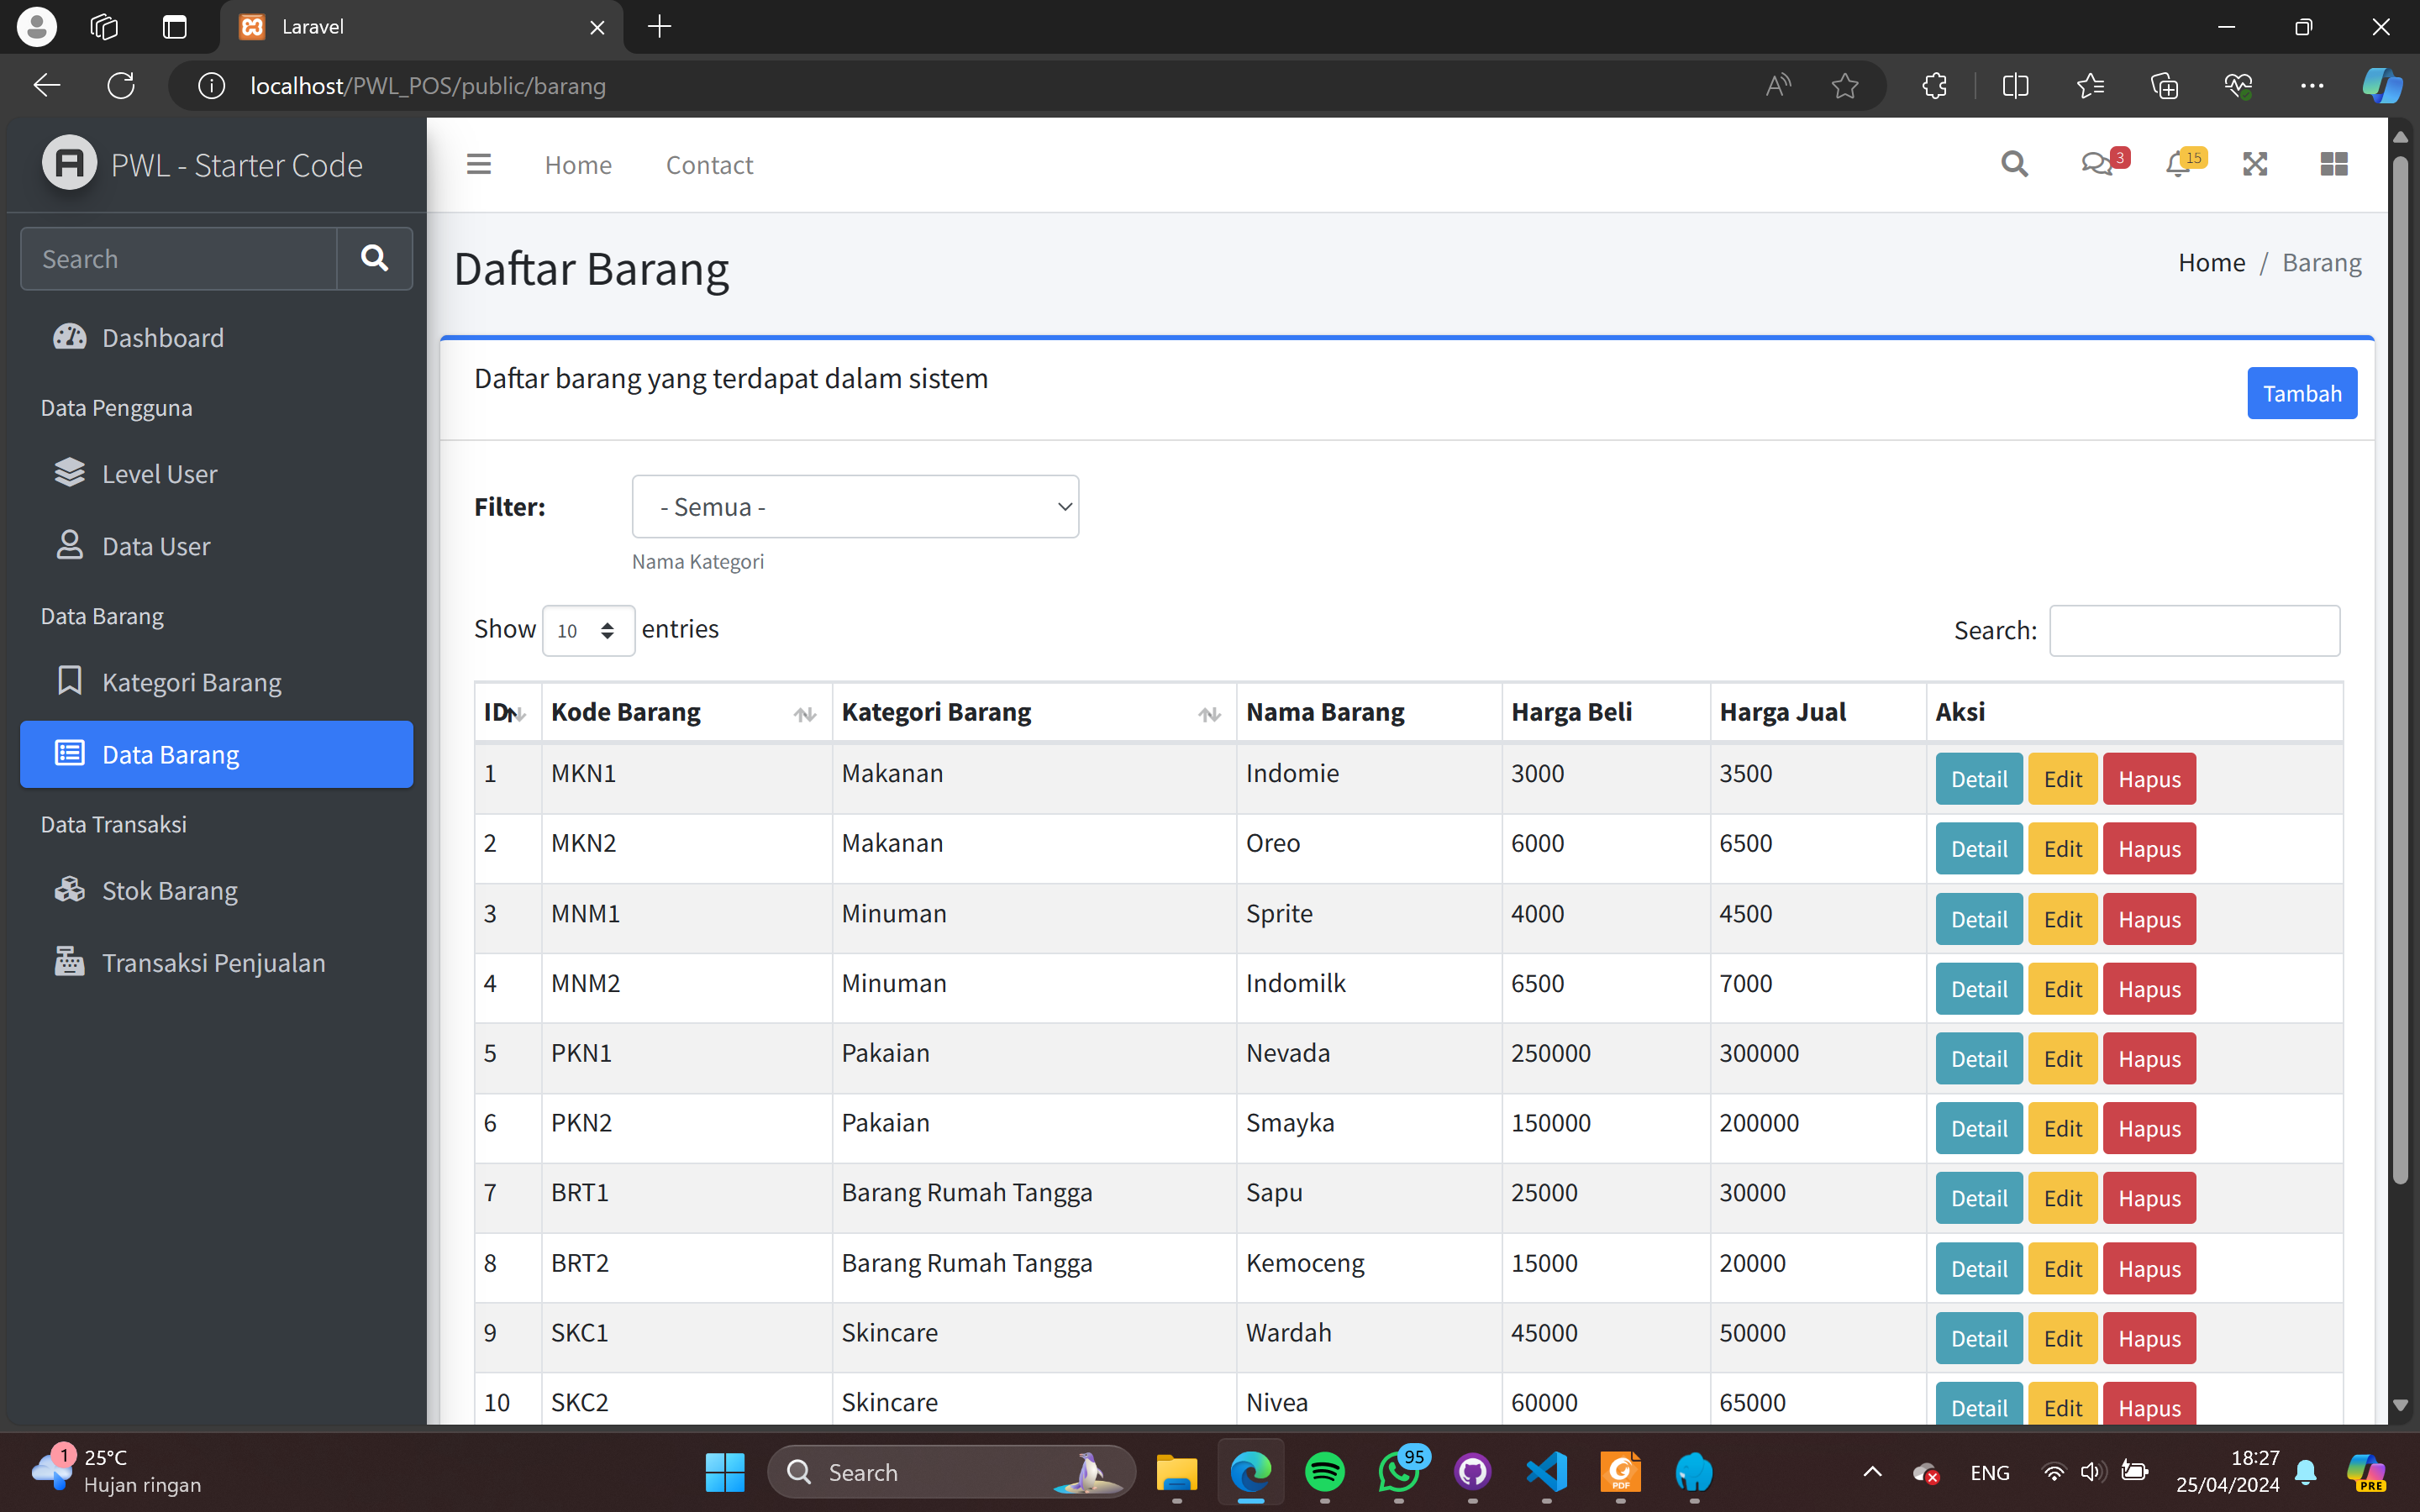 Laravel
localhost/PWL_POS/public/barang
PWL - Starter Code
Home Contact
3
15
Search
Daftar Barang
Home / Barang
Dashboard
Data Pengguna
Level User
Data User
Data Barang
Kategori Barang
Data Barang
Data Transaksi
Stok Barang
Transaksi Penjualan
Daftar barang yang terdapat dalam sistem
Tambah
Filter: - Semua -
Nama Kategori
Show 10 entries
Search:
ID Kode Barang Kategori Barang Nama Barang Harga Beli Harga Jual Aksi
1 MKN1 Makanan Indomie 3000 3500 Detail Edit Hapus
2 MKN2 Makanan Oreo 6000 6500 Detail Edit Hapus
3 MNM1 Minuman Sprite 4000 4500 Detail Edit Hapus
4 MNM2 Minuman Indomilk 6500 7000 Detail Edit Hapus
5 PKN1 Pakaian Nevada 250000 300000 Detail Edit Hapus
6 PKN2 Pakaian Smayka 150000 200000 Detail Edit Hapus
7 BRT1 Barang Rumah Tangga Sapu 25000 30000 Detail Edit Hapus
8 BRT2 Barang Rumah Tangga Kemoceng 15000 20000 Detail Edit Hapus
9 SKC1 Skincare Wardah 45000 50000 Detail Edit Hapus
10 SKC2 Skincare Nivea 60000 65000 Detail Edit Hapus
1
25°C
Hujan ringan
Search
95
PDF
ENG
18:27
25/04/2024
PRE